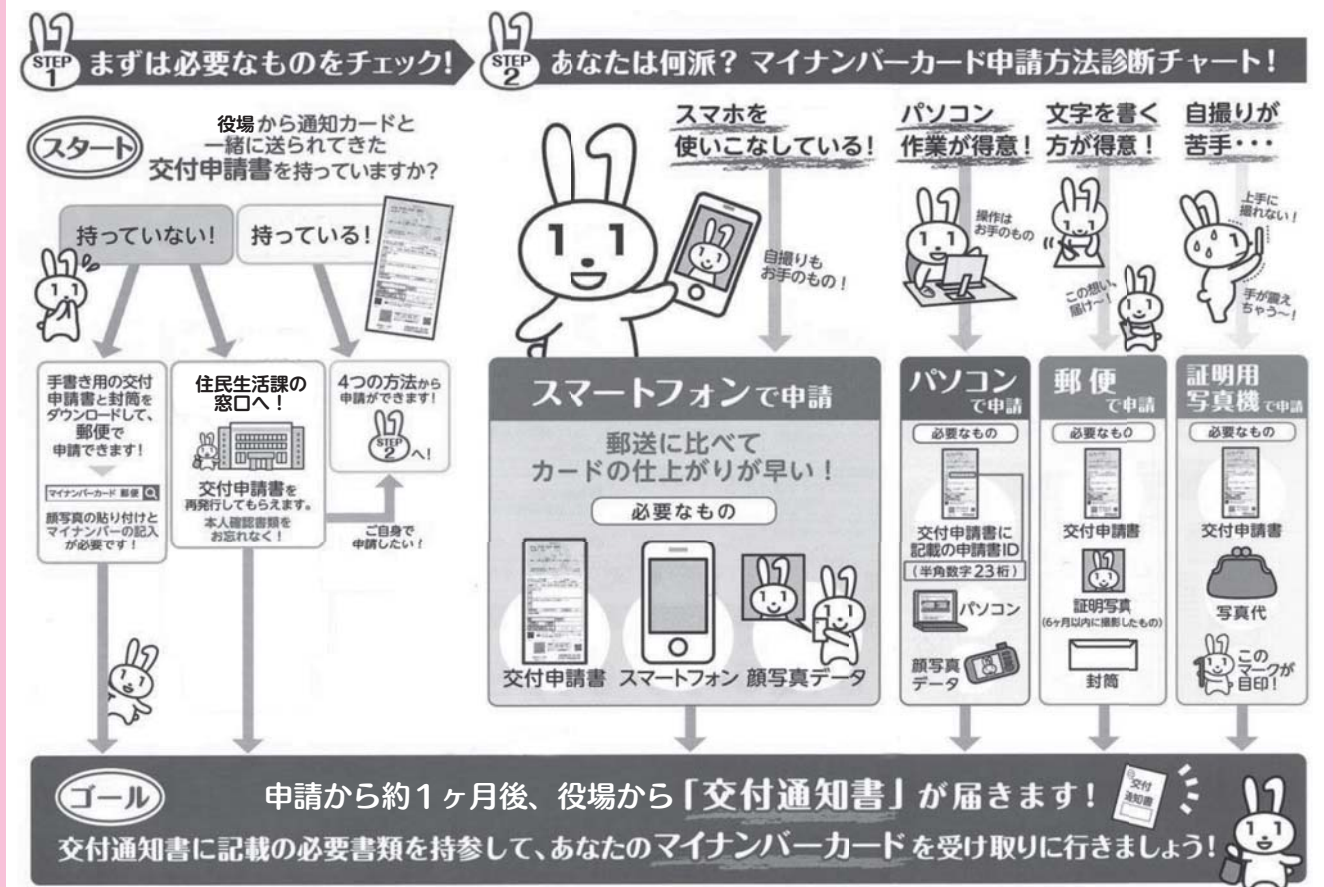 STEP
1
まずは必要なものをチェック!
STEP
2
あなたは何派? マイナンバーカード申請方法診断チャート!
スタート
役場から通知カードと
一緒に送られてきた
交付申請書を持っていますか?
持っていない!
持っている!
手書き用の交付
申請書と封筒を
ダウンロードして、
郵便で
申請できます!
マイナンバーカード 郵便
顔写真の貼り付けと
マイナンバーの記入
が必要です!
住民生活課の
窓口へ!
交付申請書を
再発行してもらえます。
本人確認書類を
お忘れなく!
4つの方法から
申請ができます!
STEP
2
へ!
ご自身で
申請したい!
スマホを
使いこなしている!
自撮りも
お手のもの!
スマートフォンで申請
郵送に比べて
カードの仕上がりが早い!
必要なもの
交付申請書
スマートフォン
顔写真データ
パソコン
作業が得意!
操作は
お手のもの
パソコン
で申請
必要なもの
交付申請書に
記載の申請書ID
(半角数字23桁)
パソコン
顔写真
データ
文字を書く
方が得意!
この想い、
届け〜!
郵便
で申請
必要なもの
交付申請書
証明写真
(6ヶ月以内に撮影したもの)
封筒
自撮りが
苦手・・・
上手に
撮れない!
手が震え
ちゃう〜!
証明用
写真機で申請
必要なもの
交付申請書
写真代
この
マークが
目印!
ゴール
申請から約1ヶ月後、役場から「交付通知書」が届きます!
交付
通知書
交付通知書に記載の必要書類を持参して、あなたのマイナンバーカードを受け取りに行きましょう!